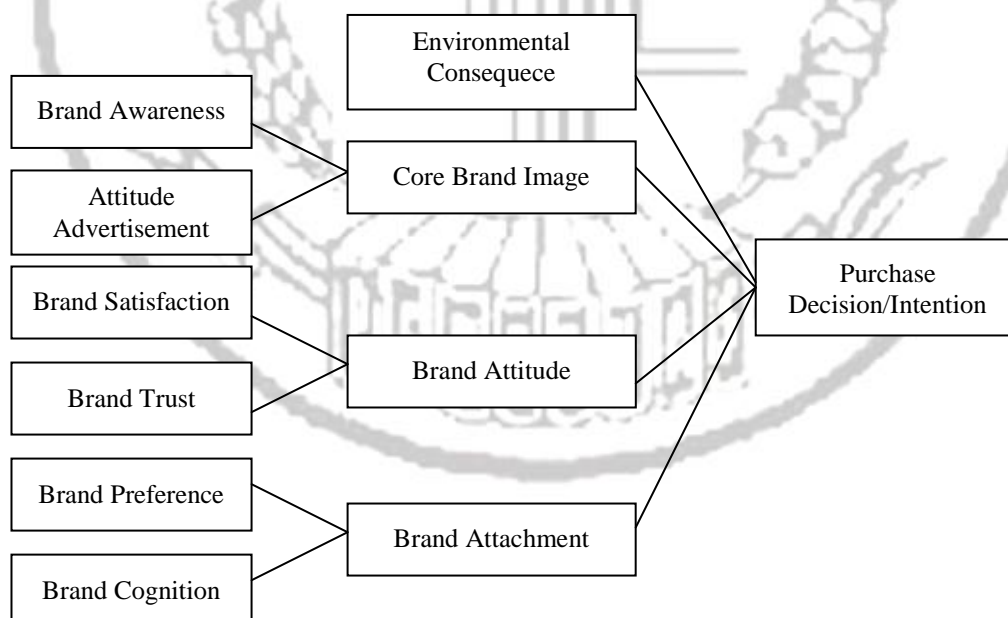 Environmental
Consequece
Brand Awareness
Core Brand Image
Attitude
Advertisement
Brand Satisfaction
Purchase
Decision/Intention
Brand Attitude
Brand Trust
Brand Preference
Brand Attachment
Brand Cognition